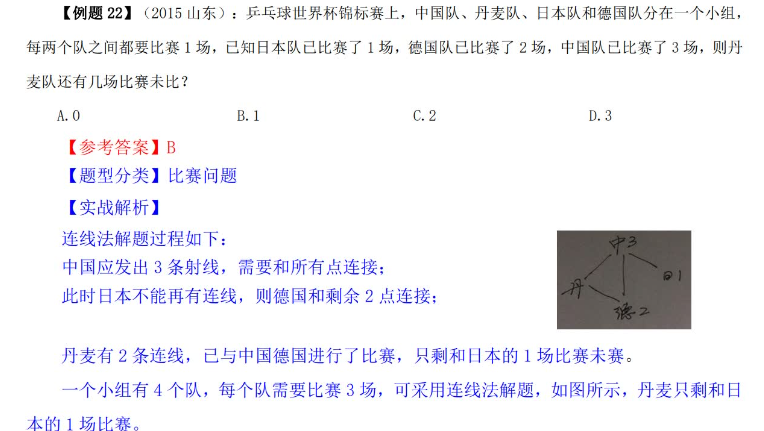 【例题 22】（2015 山东）：乒乓球世界杯锦标赛上，中国队、丹麦队、日本队和德国队分在一个小组，
每两个队之间都要比赛 1 场，已知日本队已比赛了 1 场，德国队已比赛了 2 场，中国队已比赛了 3 场，则丹
麦队还有几场比赛未比？
A.0 B.1 C.2 D.3
【参考答案】B
【题型分类】比赛问题
【实战解析】
连线法解题过程如下：
中国应发出 3 条射线，需要和所有点连接；
此时日本不能再有连线，则德国和剩余 2 点连接；
中3
丹
日1
德2
丹麦有 2 条连线，已与中国德国进行了比赛，只剩和日本的 1 场比赛未赛。
一个小组有 4 个队，每个队需要比赛 3 场，可采用连线法解题，如图所示，丹麦只剩和日
本的 1 场比赛。